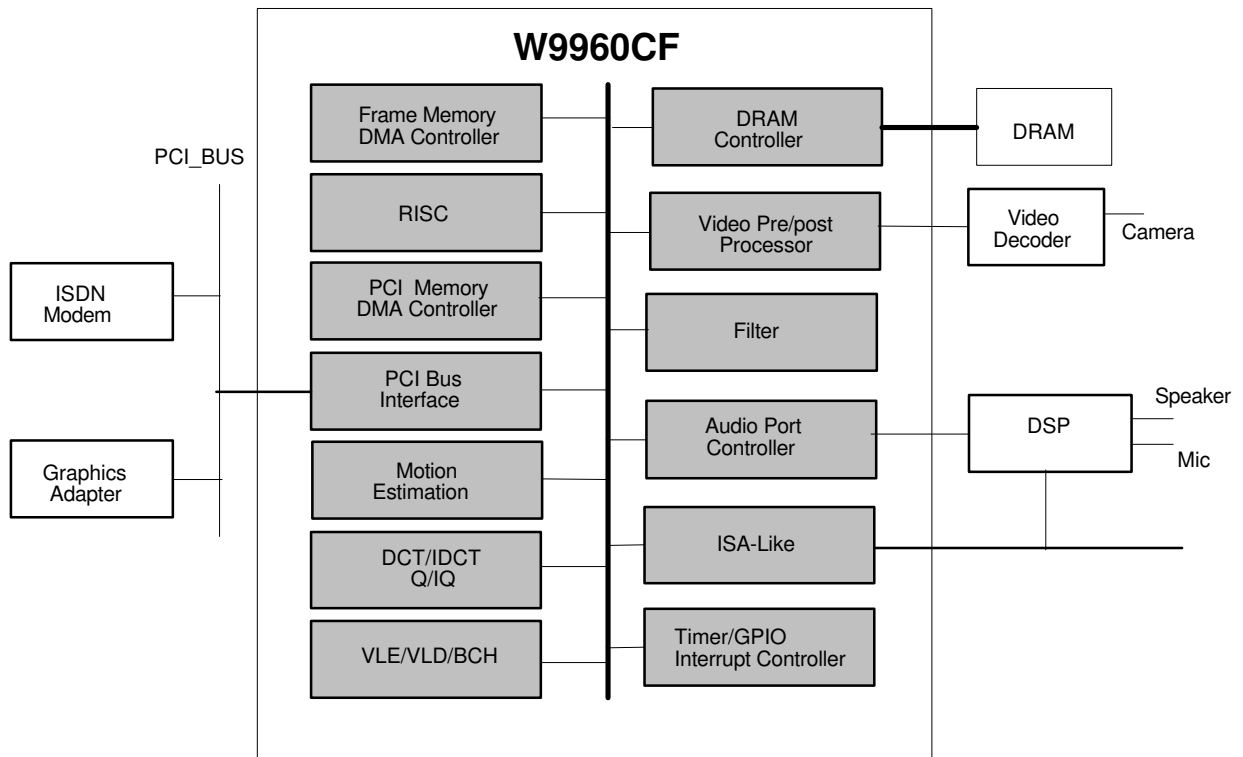 W9960CF
Frame Memory
DMA Controller
DRAM
Controller
DRAM
PCI_BUS
RISC
Video Pre/post
Processor
Video
Decoder
Camera
ISDN
Modem
PCI Memory
DMA Controller
Filter
PCI Bus
Interface
Audio Port
Controller
DSP
Speaker
Mic
Graphics
Adapter
Motion
Estimation
DCT/IDCT
Q/IQ
ISA-Like
VLE/VLD/BCH
Timer/GPIO
Interrupt Controller